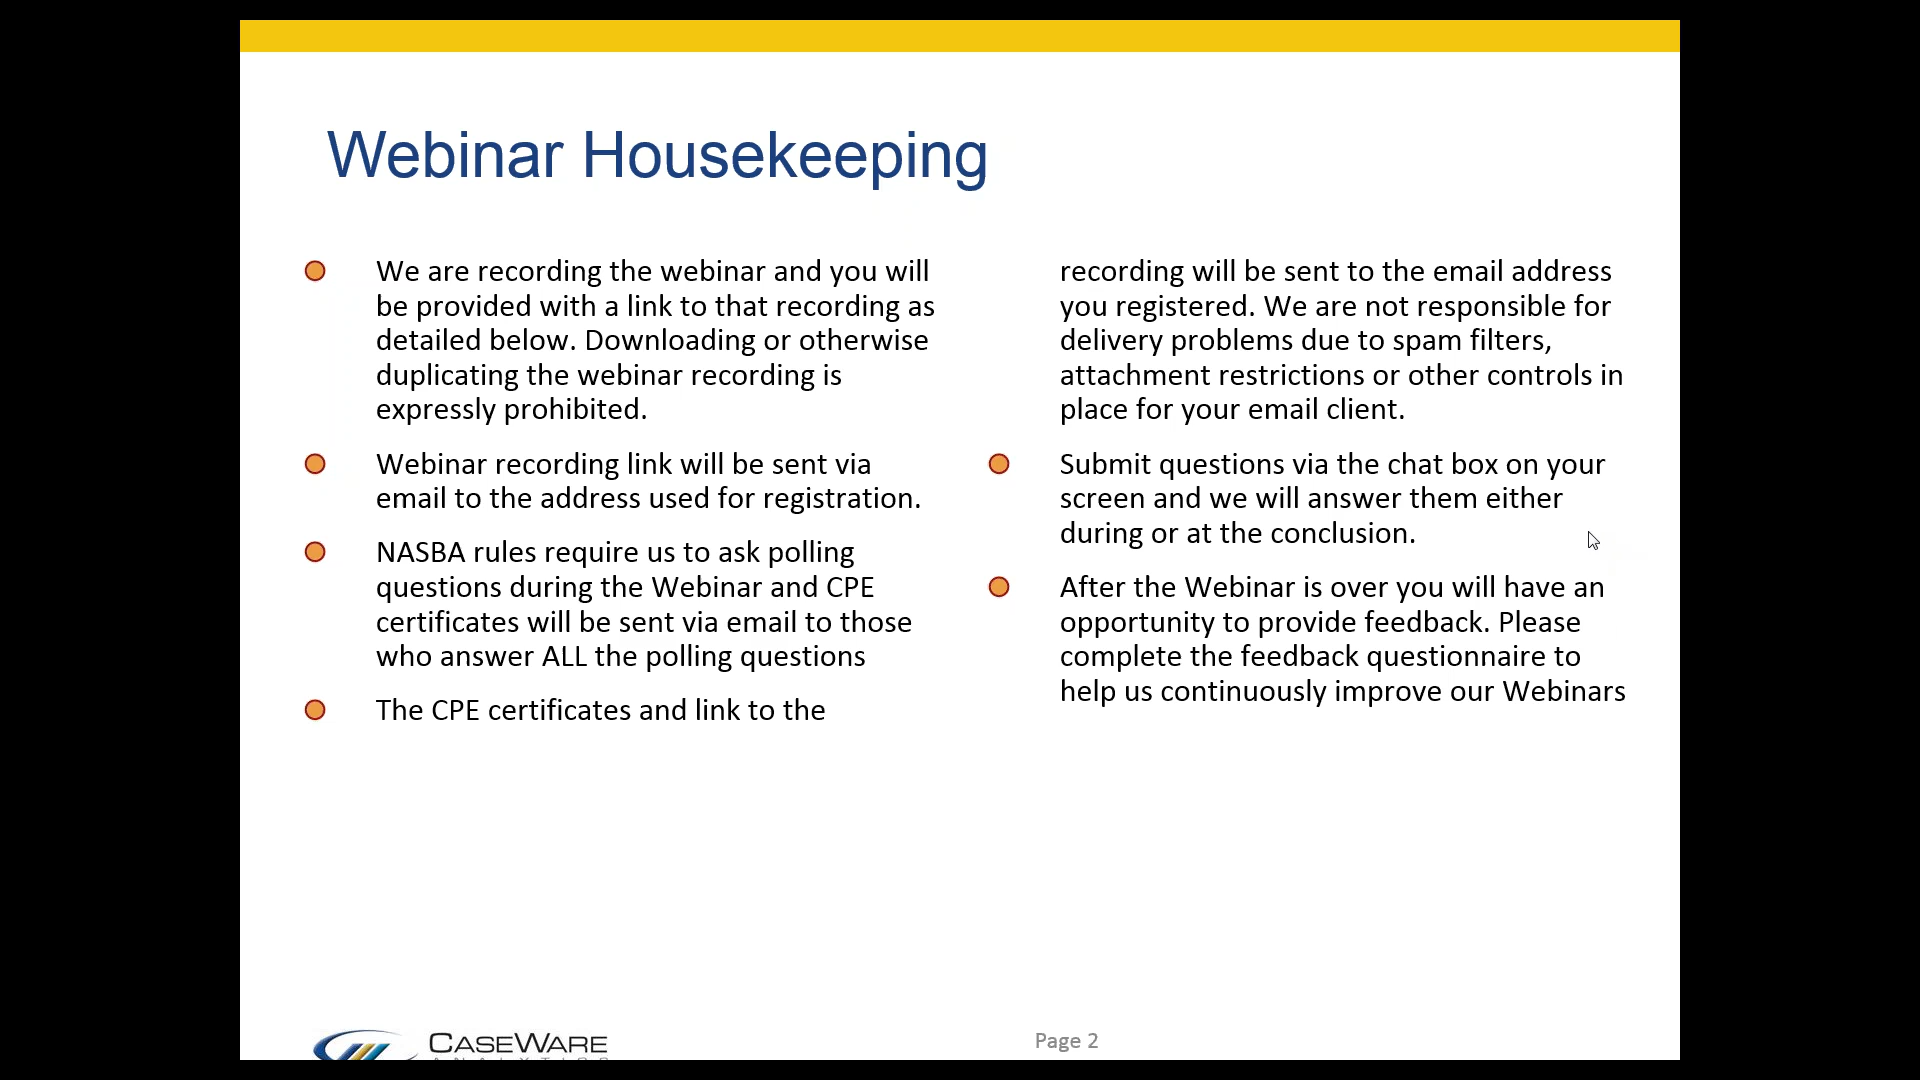 Webinar Housekeeping
We are recording the webinar and you will
be provided with a link to that recording as
detailed below. Downloading or otherwise
duplicating the webinar recording is
expressly prohibited.
Webinar recording link will be sent via
email to the address used for registration.
NASBA rules require us to ask polling
questions during the Webinar and CPE
certificates will be sent via email to those
who answer ALL the polling questions
The CPE certificates and link to the
recording will be sent to the email address
you registered. We are not responsible for
delivery problems due to spam filters,
attachment restrictions or other controls in
place for your email client.
Submit questions via the chat box on your
screen and we will answer them either
during or at the conclusion.
After the Webinar is over you will have an
opportunity to provide feedback. Please
complete the feedback questionnaire to
help us continuously improve our Webinars
CASEWARE
Page 2